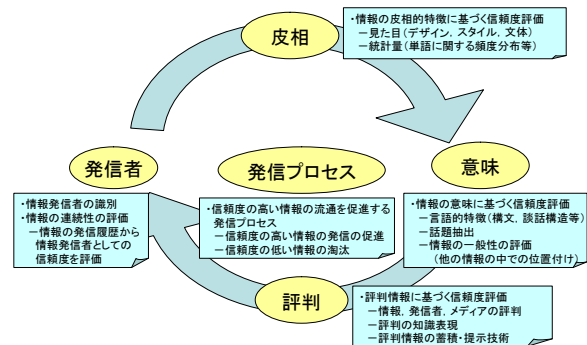 皮相
・情報の皮相的特徴に基づく信頼度評価
－見た目(デザイン, スタイル, 文体)
－統計量(単語に関する頻度分布等)
発信者
・情報発信者の識別
・情報の連続性の評価
－情報の発信履歴から
情報発信者としての
信頼度を評価
発信プロセス
・信頼度の高い情報の流通を促進する
発信プロセス
－信頼度の高い情報の発信の促進
－信頼度の低い情報の淘汰
意味
・情報の意味に基づく信頼度評価
－言語的特徴(構文, 談話構造等)
－話題抽出
－情報の一般性の評価
(他の情報の中での位置付け)
評判
・評判情報に基づく信頼度評価
－情報, 発信者, メディアの評判
－評判の知識表現
－評判情報の蓄積・提示技術